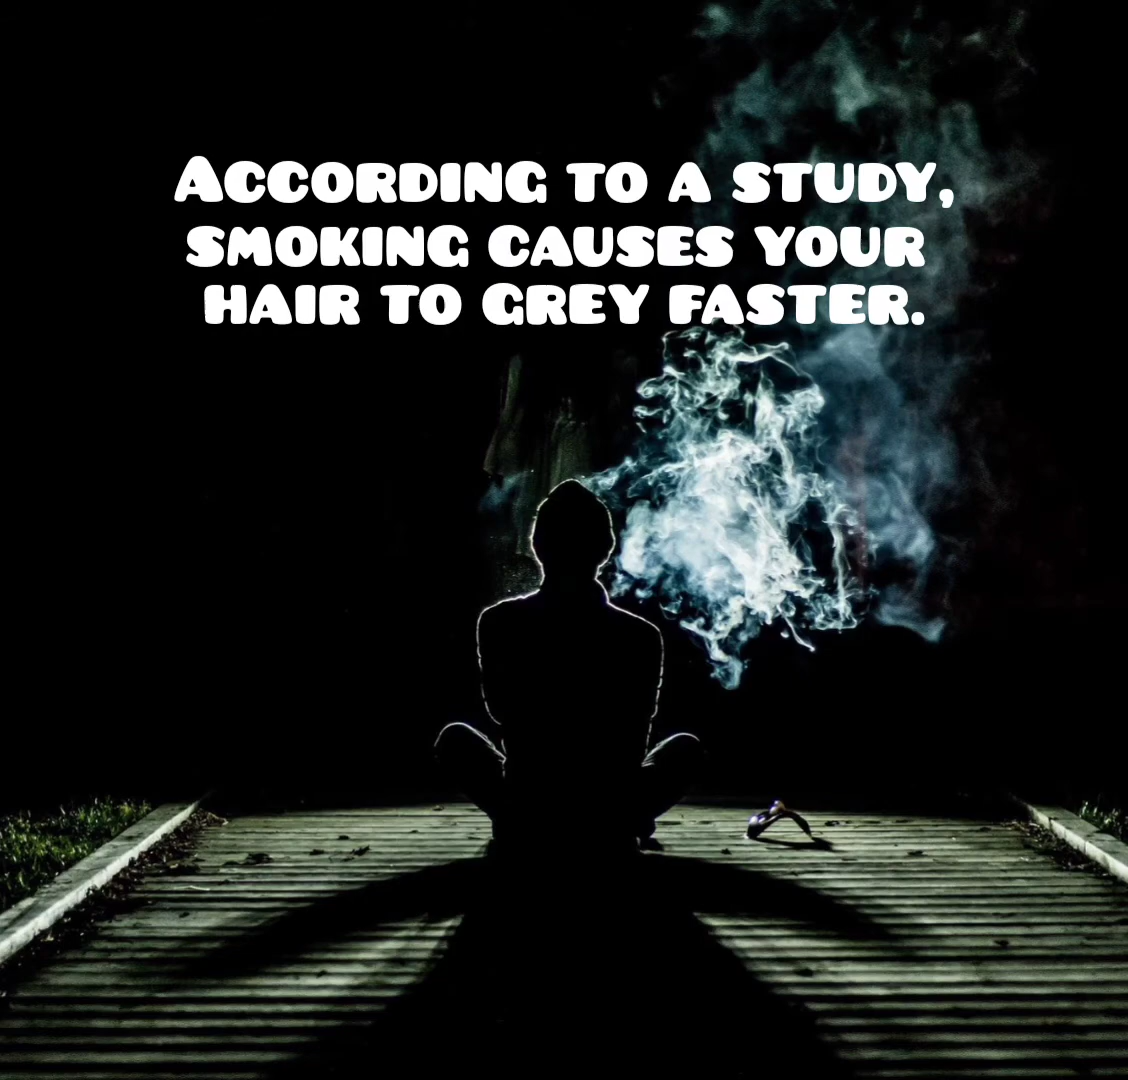 According to a study,
smoking causes your
hair to grey faster.